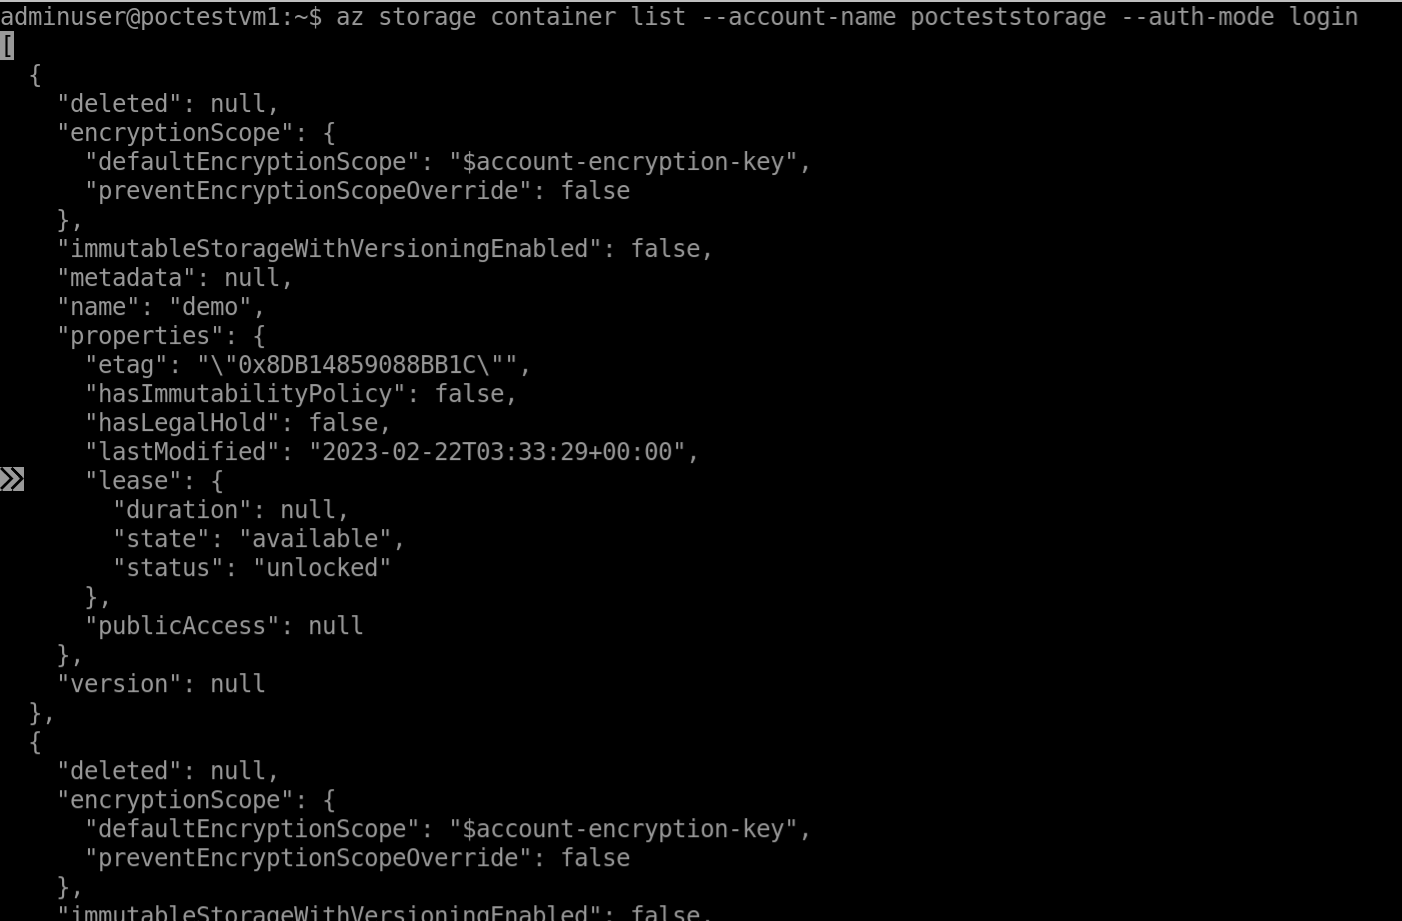 adminuser@poctestvm1:~$ az storage container list --account-name pocteststorage --auth-mode login
[
  {
    "deleted": null,
    "encryptionScope": {
      "defaultEncryptionScope": "$account-encryption-key",
      "preventEncryptionScopeOverride": false
    },
    "immutableStorageWithVersioningEnabled": false,
    "metadata": null,
    "name": "demo",
    "properties": {
      "etag": "\"0x8DB14859088BB1C\"",
      "hasImmutabilityPolicy": false,
      "hasLegalHold": false,
      "lastModified": "2023-02-22T03:33:29+00:00",
      "lease": {
        "duration": null,
        "state": "available",
        "status": "unlocked"
      },
      "publicAccess": null
    },
    "version": null
  },
  {
    "deleted": null,
    "encryptionScope": {
      "defaultEncryptionScope": "$account-encryption-key",
      "preventEncryptionScopeOverride": false
    },
    "immutableStorageWithVersioningEnabled": false,